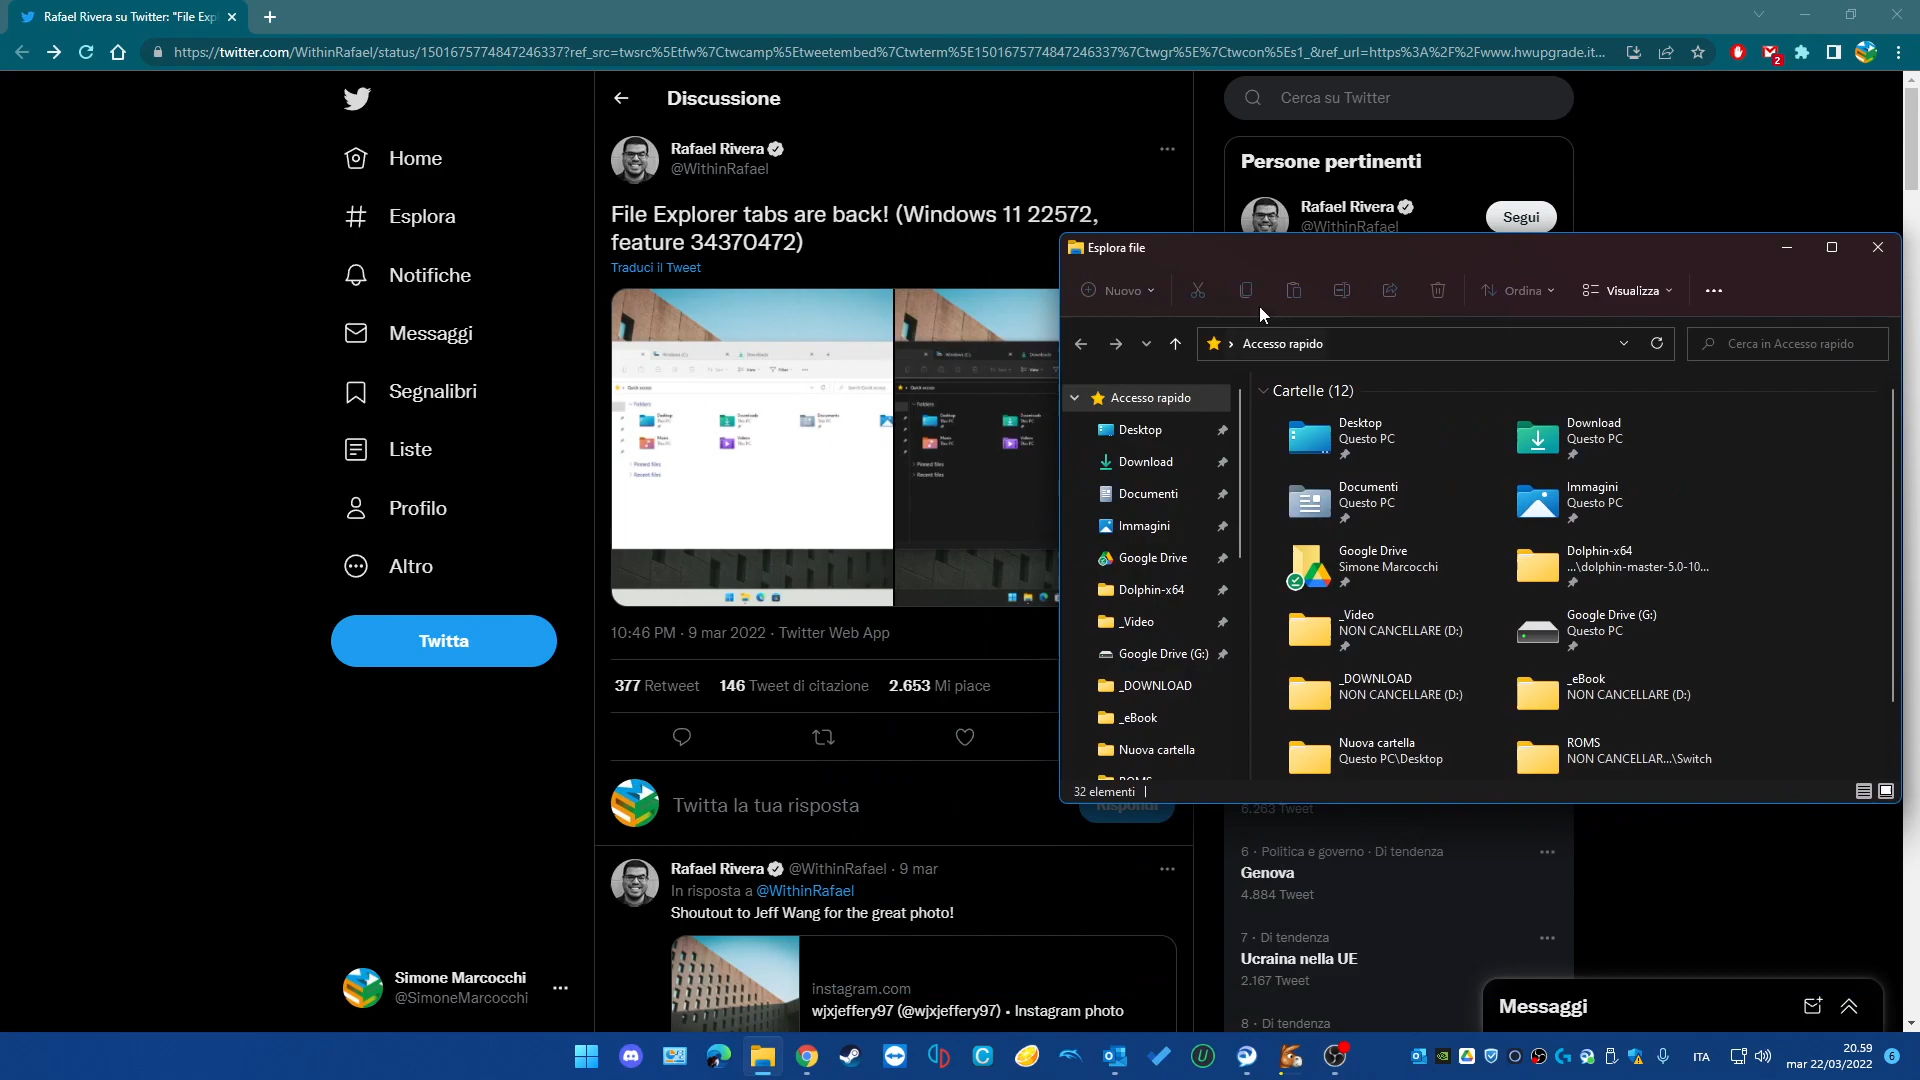 Rafael Rivera su Twitter: "File Exp
https://twitter.com/WithinRafael/status/1501675774847246337?ref_src=twsrc%5Etfw%7Ctwcamp%5Etweetembed%7Ctwterm%5E1501675774847246337%7Ctwgr%5E%7Ctwcon%5Es1_&ref_url=https%3A%2F%2Fwww.hwupgrade.it...
2
Home
Esplora
Notifiche
Messaggi
Segnalibri
Liste
Profilo
Altro
Twitta
Simone Marcocchi
@SimoneMarcocchi
Discussione
Rafael Rivera
@WithinRafael
File Explorer tabs are back! (Windows 11 22572,
feature 34370472)
Traduci il Tweet
10:46 PM · 9 mar 2022 · Twitter Web App
377 Retweet 146 Tweet di citazione 2.653 Mi piace
Twitta la tua risposta
Rispondi
Rafael Rivera @WithinRafael · 9 mar
In risposta a @WithinRafael
Shoutout to Jeff Wang for the great photo!
instagram.com
wjxjeffery97 (@wjxjeffery97) • Instagram photo
Cerca su Twitter
Persone pertinenti
Rafael Rivera
@WithinRafael
Segui
Esplora file
Nuovo
Ordina
Visualizza
Accesso rapido
Cerca in Accesso rapido
Accesso rapido
Desktop
Download
Documenti
Immagini
Google Drive
Dolphin-x64
_Video
Google Drive (G:)
_DOWNLOAD
_eBook
Nuova cartella
ROMS
Cartelle (12)
Desktop
Questo PC
Download
Questo PC
Documenti
Questo PC
Immagini
Questo PC
Google Drive
Simone Marcocchi
Dolphin-x64
...\dolphin-master-5.0-10...
_Video
NON CANCELLARE (D:)
Google Drive (G:)
Questo PC
_DOWNLOAD
NON CANCELLARE (D:)
_eBook
NON CANCELLARE (D:)
Nuova cartella
Questo PC\Desktop
ROMS
NON CANCELLAR...\Switch
32 elementi
6.263 Tweet
6 · Politica e governo · Di tendenza
Genova
4.884 Tweet
7 · Di tendenza
Ucraina nella UE
2.167 Tweet
8 · Di tendenza
Messaggi
ITA
20.59
mar 22/03/2022
6